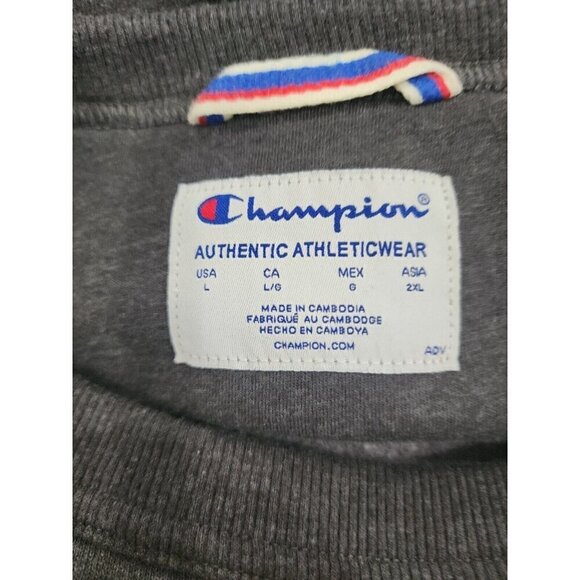 Champion®
AUTHENTIC ATHLETICWEAR
USA CA MEX ASIA
L L/G G 2XL
MADE IN CAMBODIA
FABRIQUÉ AU CAMBODGE
HECHO EN CAMBOYA
CHAMPION.COM
ADV